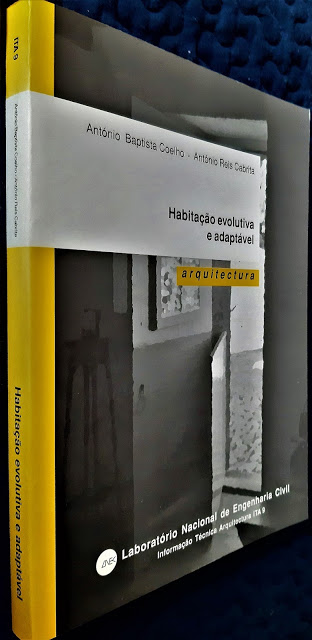 ITA 9
António Baptista Coelho · António Reis Cabrita
Habitação evolutiva e adaptável
António Baptista Coelho - António Reis Cabrita
Habitação evolutiva
e adaptável
arquitectura
LNEC
Laboratório Nacional de Engenharia Civil
Informação Técnica Arquitectura ITA 9